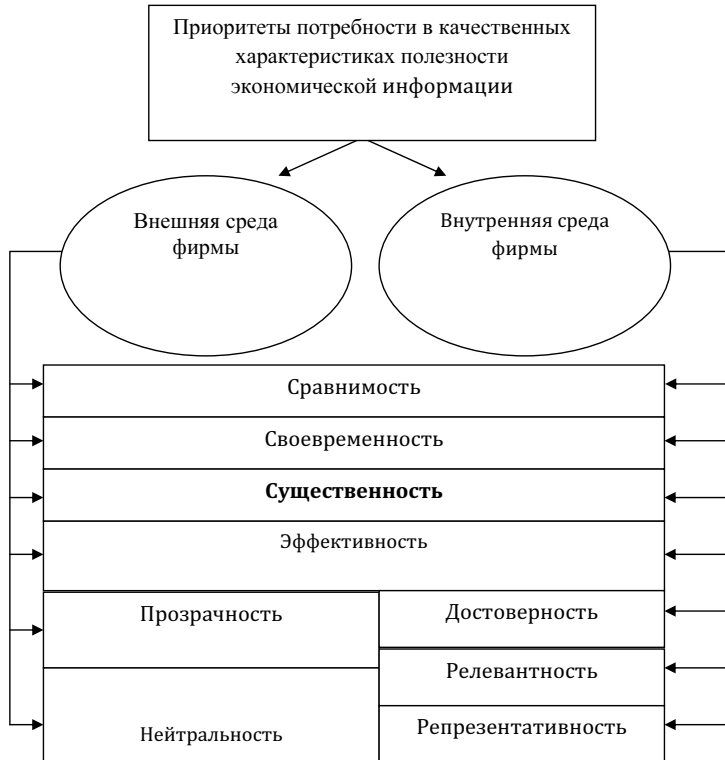 Приоритеты потребности в качественных
характеристиках полезности
экономической информации
Внешняя среда
фирмы
Внутренняя среда
фирмы
Сравнимость
Своевременность
Существенность
Эффективность
Прозрачность
Достоверность
Релевантность
Нейтральность
Репрезентативность